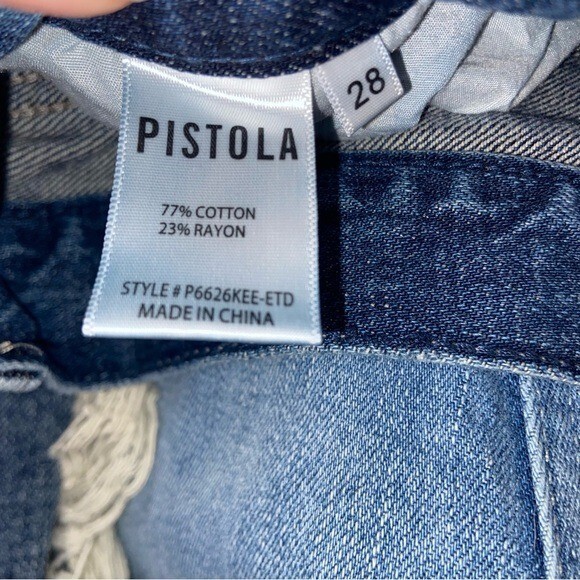 PISTOLA
28
77% COTTON
23% RAYON
STYLE # P6626KEE-ETD
MADE IN CHINA